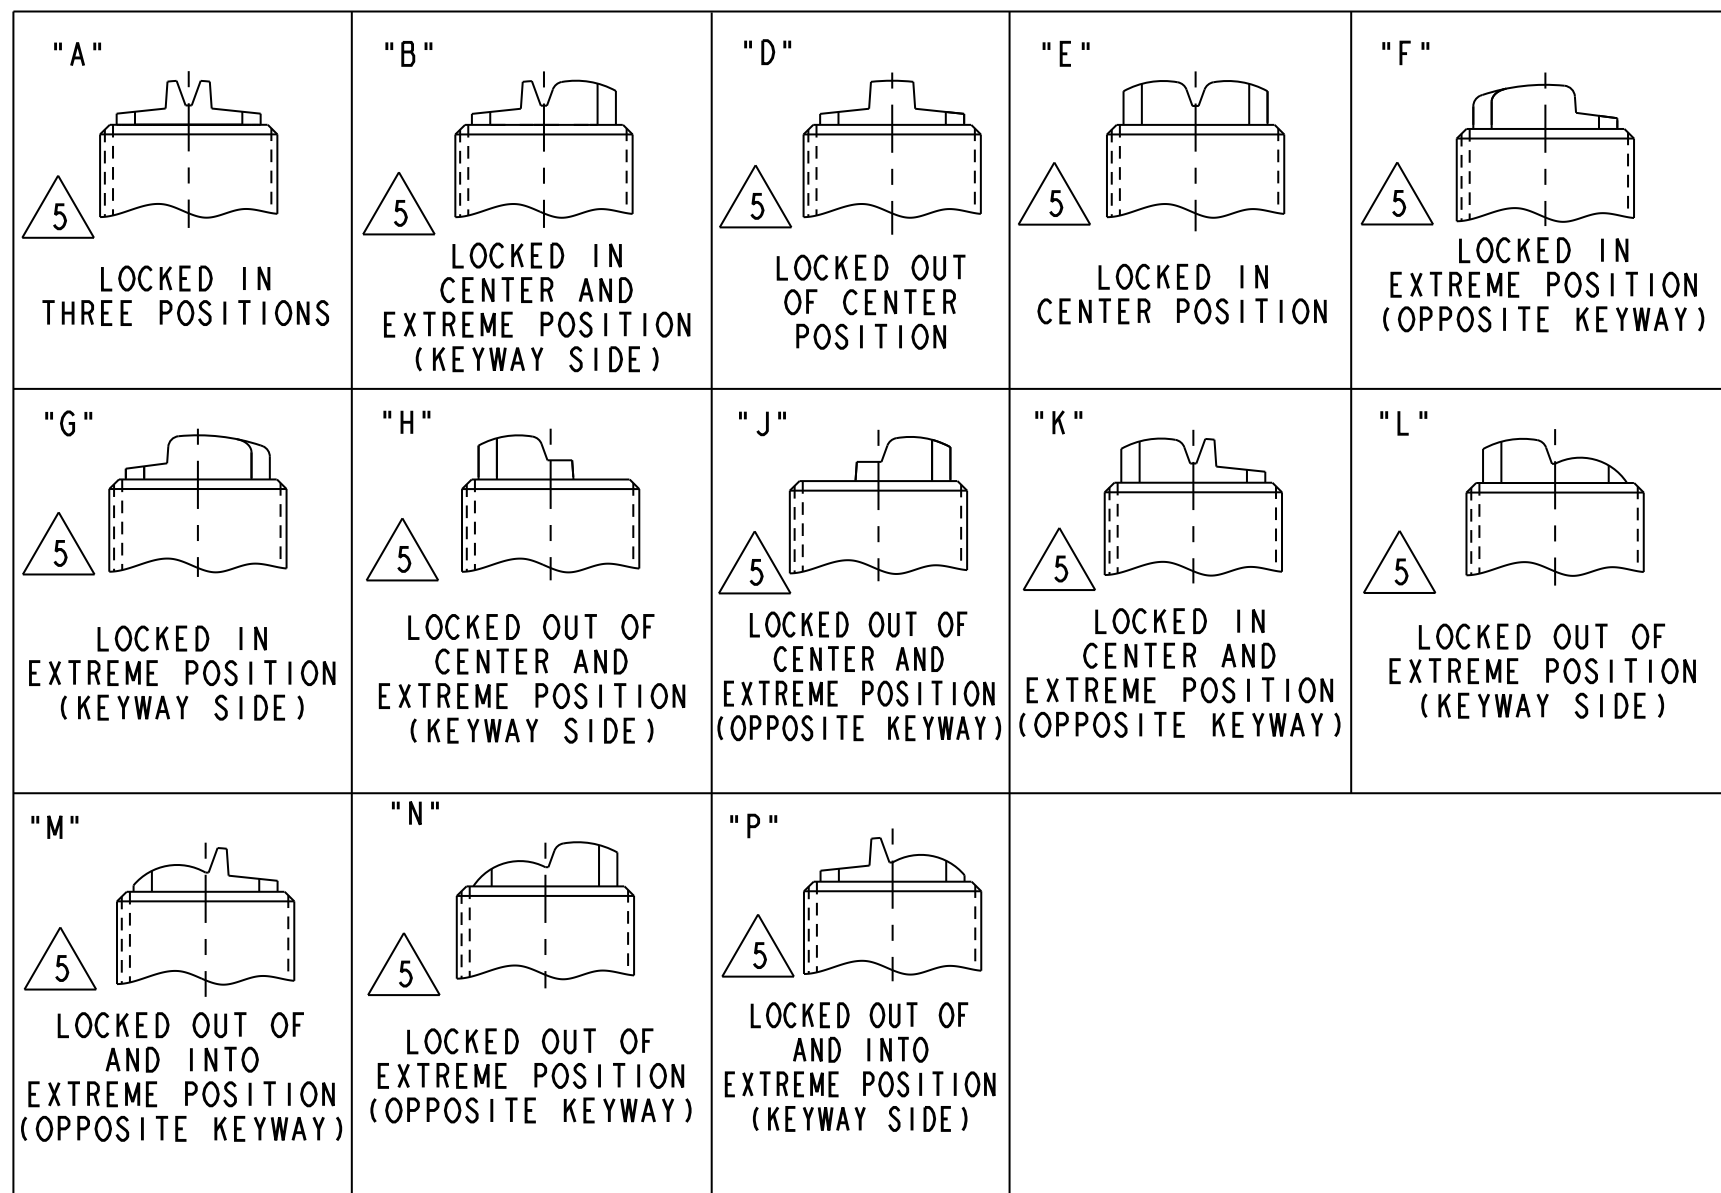 "A"
5
LOCKED IN
THREE POSITIONS
"B"
5
LOCKED IN
CENTER AND
EXTREME POSITION
(KEYWAY SIDE)
"D"
5
LOCKED OUT
OF CENTER
POSITION
"E"
5
LOCKED IN
CENTER POSITION
"F"
5
LOCKED IN
EXTREME POSITION
(OPPOSITE KEYWAY)
"G"
5
LOCKED IN
EXTREME POSITION
(KEYWAY SIDE)
"H"
5
LOCKED OUT OF
CENTER AND
EXTREME POSITION
(KEYWAY SIDE)
"J"
5
LOCKED OUT OF
CENTER AND
EXTREME POSITION
(OPPOSITE KEYWAY)
"K"
5
LOCKED IN
CENTER AND
EXTREME POSITION
(OPPOSITE KEYWAY)
"L"
5
LOCKED OUT OF
EXTREME POSITION
(KEYWAY SIDE)
"M"
5
LOCKED OUT OF
AND INTO
EXTREME POSITION
(OPPOSITE KEYWAY)
"N"
5
LOCKED OUT OF
EXTREME POSITION
(OPPOSITE KEYWAY)
"P"
5
LOCKED OUT OF
AND INTO
EXTREME POSITION
(KEYWAY SIDE)